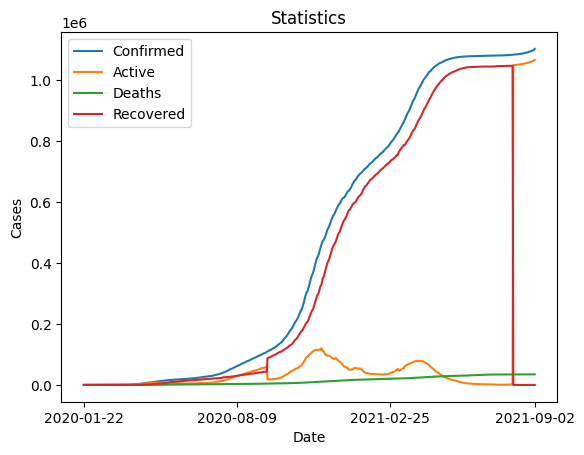 Statistics
1e6
Confirmed
Active
Deaths
Recovered
1.0
0.8
0.6
0.4
0.2
0.0
Cases
2020-01-22
2020-08-09
2021-02-25
2021-09-02
Date